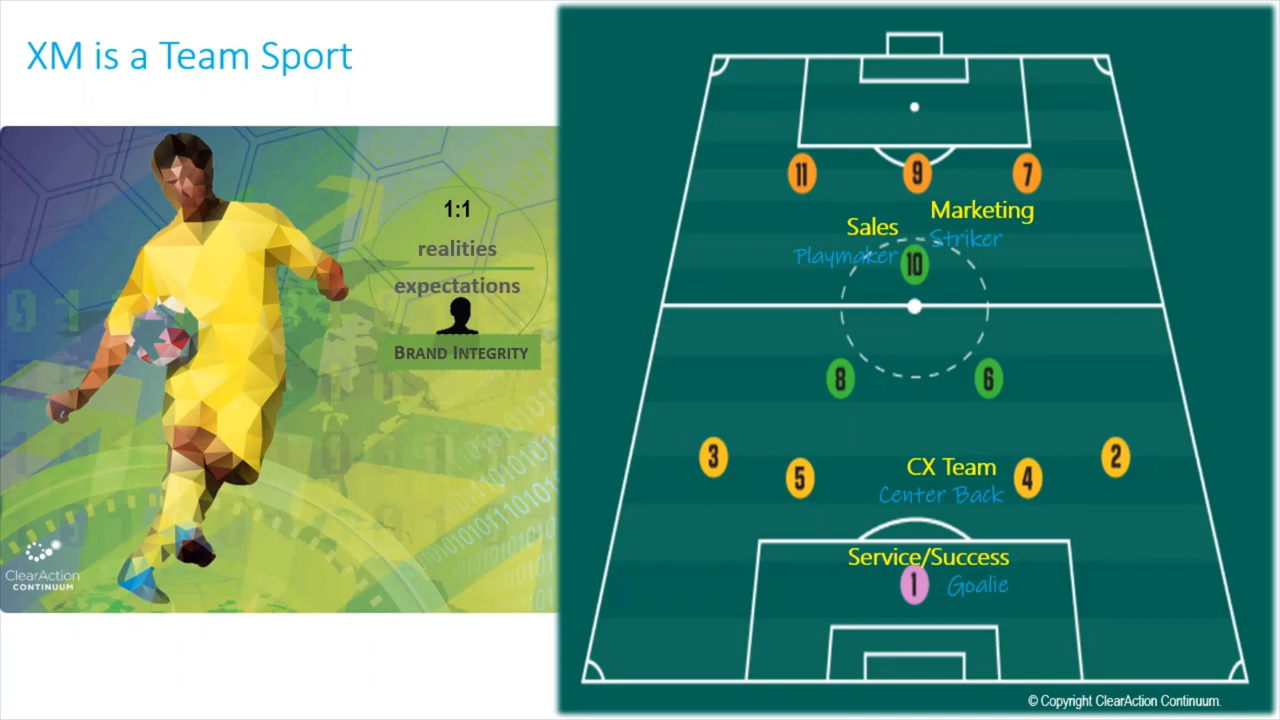 XM is a Team Sport
1:1
realities
expectations
BRAND INTEGRITY
ClearAction
CONTINUUM
11
9
7
Marketing
Striker
Sales
Playmaker
10
8
6
3
5
CX Team
Center Back
4
2
Service/Success
1
Goalie
© Copyright ClearAction Continuum.